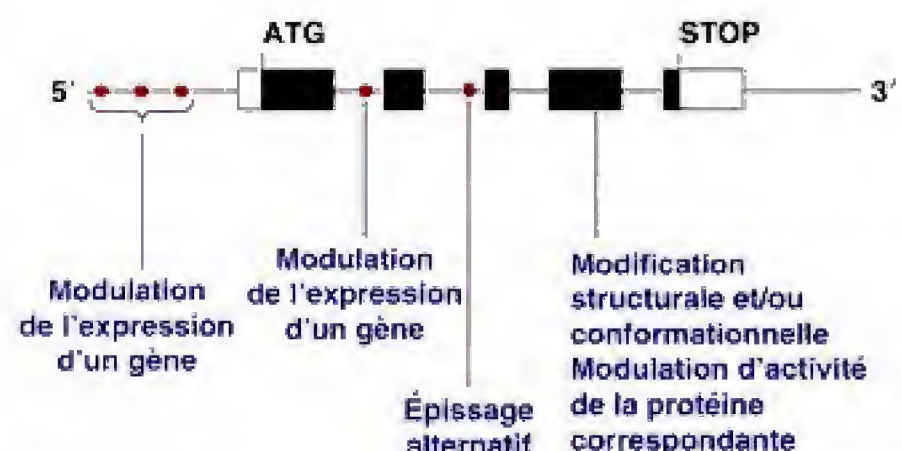 ATG
STOP
5'
3'
Modulation
de l'expression
d'un gène
Modulation
de l'expression
d'un gène
Épissage
alternatif
Modification
structurale et/ou
conformationnelle
Modulation d'activité
de la protéine
correspondante